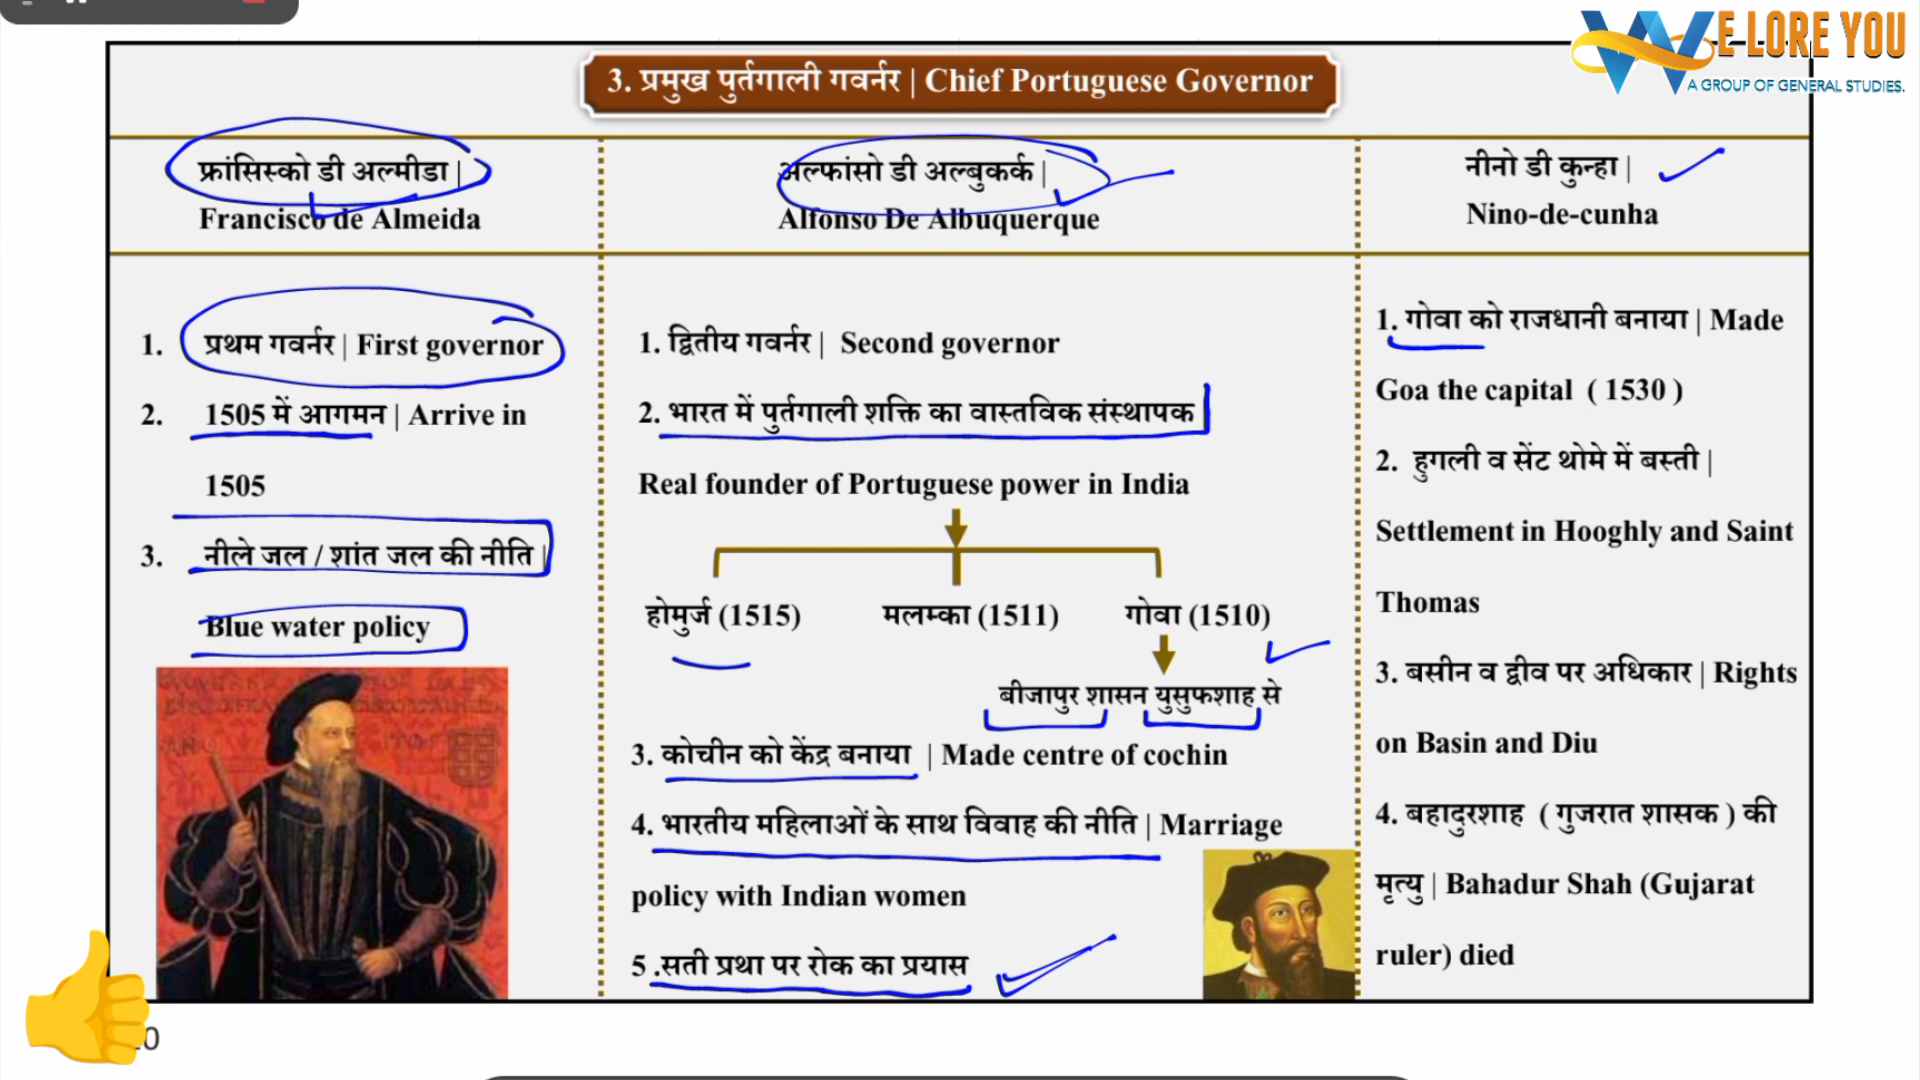 WE LORE YOU
A GROUP OF GENERAL STUDIES.
3. प्रमुख पुर्तगाली गवर्नर | Chief Portuguese Governor
फ्रांसिस्को डी अल्मीडा |
Francisco de Almeida
1. प्रथम गवर्नर | First governor
2. 1505 में आगमन | Arrive in
1505
3. नीले जल / शांत जल की नीति |
Blue water policy
अल्फांसो डी अल्बुकर्क |
Alfonso De Albuquerque
1. द्वितीय गवर्नर | Second governor
2. भारत में पुर्तगाली शक्ति का वास्तविक संस्थापक
Real founder of Portuguese power in India
होमुर्ज (1515) मलम्का (1511) गोवा (1510)
बीजापुर शासन युसुफशाह से
3. कोचीन को केंद्र बनाया | Made centre of cochin
4. भारतीय महिलाओं के साथ विवाह की नीति | Marriage
policy with Indian women
5 .सती प्रथा पर रोक का प्रयास
नीनो डी कुन्हा |
Nino-de-cunha
1. गोवा को राजधानी बनाया | Made
Goa the capital ( 1530 )
2. हुगली व सेंट थोमे में बस्ती |
Settlement in Hooghly and Saint
Thomas
3. बसीन व द्वीव पर अधिकार | Rights
on Basin and Diu
4. बहादुरशाह ( गुजरात शासक ) की
मृत्यु | Bahadur Shah (Gujarat
ruler) died